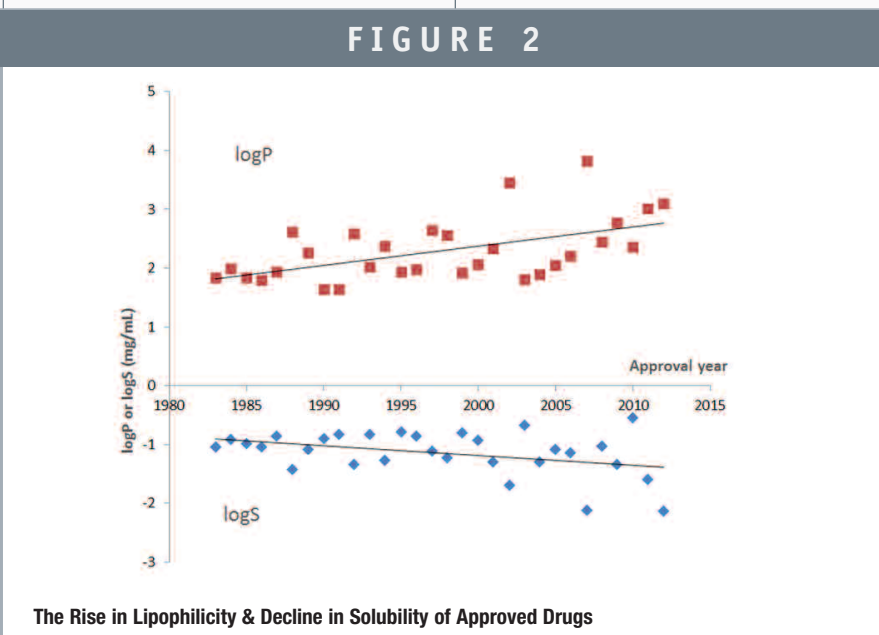 FIGURE 2
5
logP
4
3
2
1
logP or logS (mg/mL)
Approval year
0
1980 1985 1990 1995 2000 2005 2010 2015
-1
-2
logS
-3
The Rise in Lipophilicity & Decline in Solubility of Approved Drugs